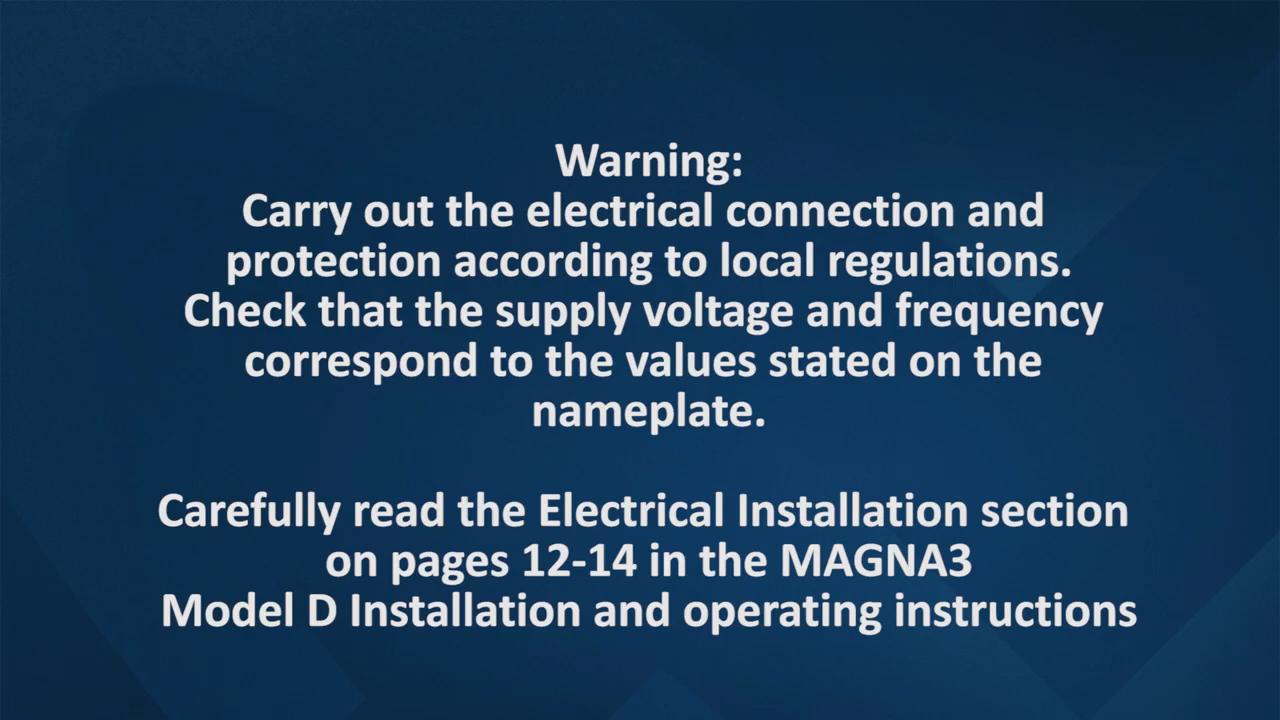 Warning:
Carry out the electrical connection and
protection according to local regulations.
Check that the supply voltage and frequency
correspond to the values stated on the
nameplate.
Carefully read the Electrical Installation section
on pages 12-14 in the MAGNA3
Model D Installation and operating instructions